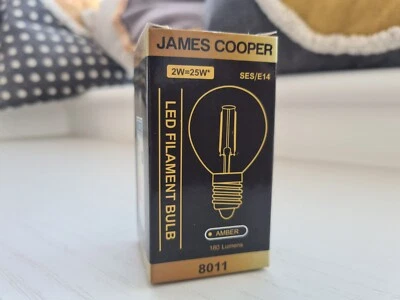 JAMES COOPER
2W=25W*
SES/E14
LED FILAMENT BULB
AMBER
180 Lumens
8011